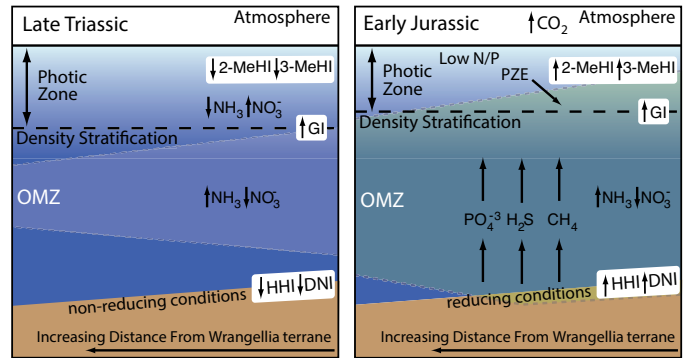 Late Triassic
Atmosphere
Photic
Zone
↓2-MeHI↓3-MeHI
↓NH₃↑NO₃⁻
↑GI
Density Stratification
OMZ
↑NH₃↓NO₃⁻
↓HHI↓DNI
non-reducing conditions
Increasing Distance From Wrangellia terrane
Early Jurassic
↑CO₂
Atmosphere
Photic
Zone
Low N/P
PZE
↑2-MeHI↑3-MeHI
↑GI
Density Stratification
OMZ
PO₄⁻³ H₂S CH₄
↑NH₃↓NO₃⁻
↑HHI↑DNI
reducing conditions
Increasing Distance From Wrangellia terrane